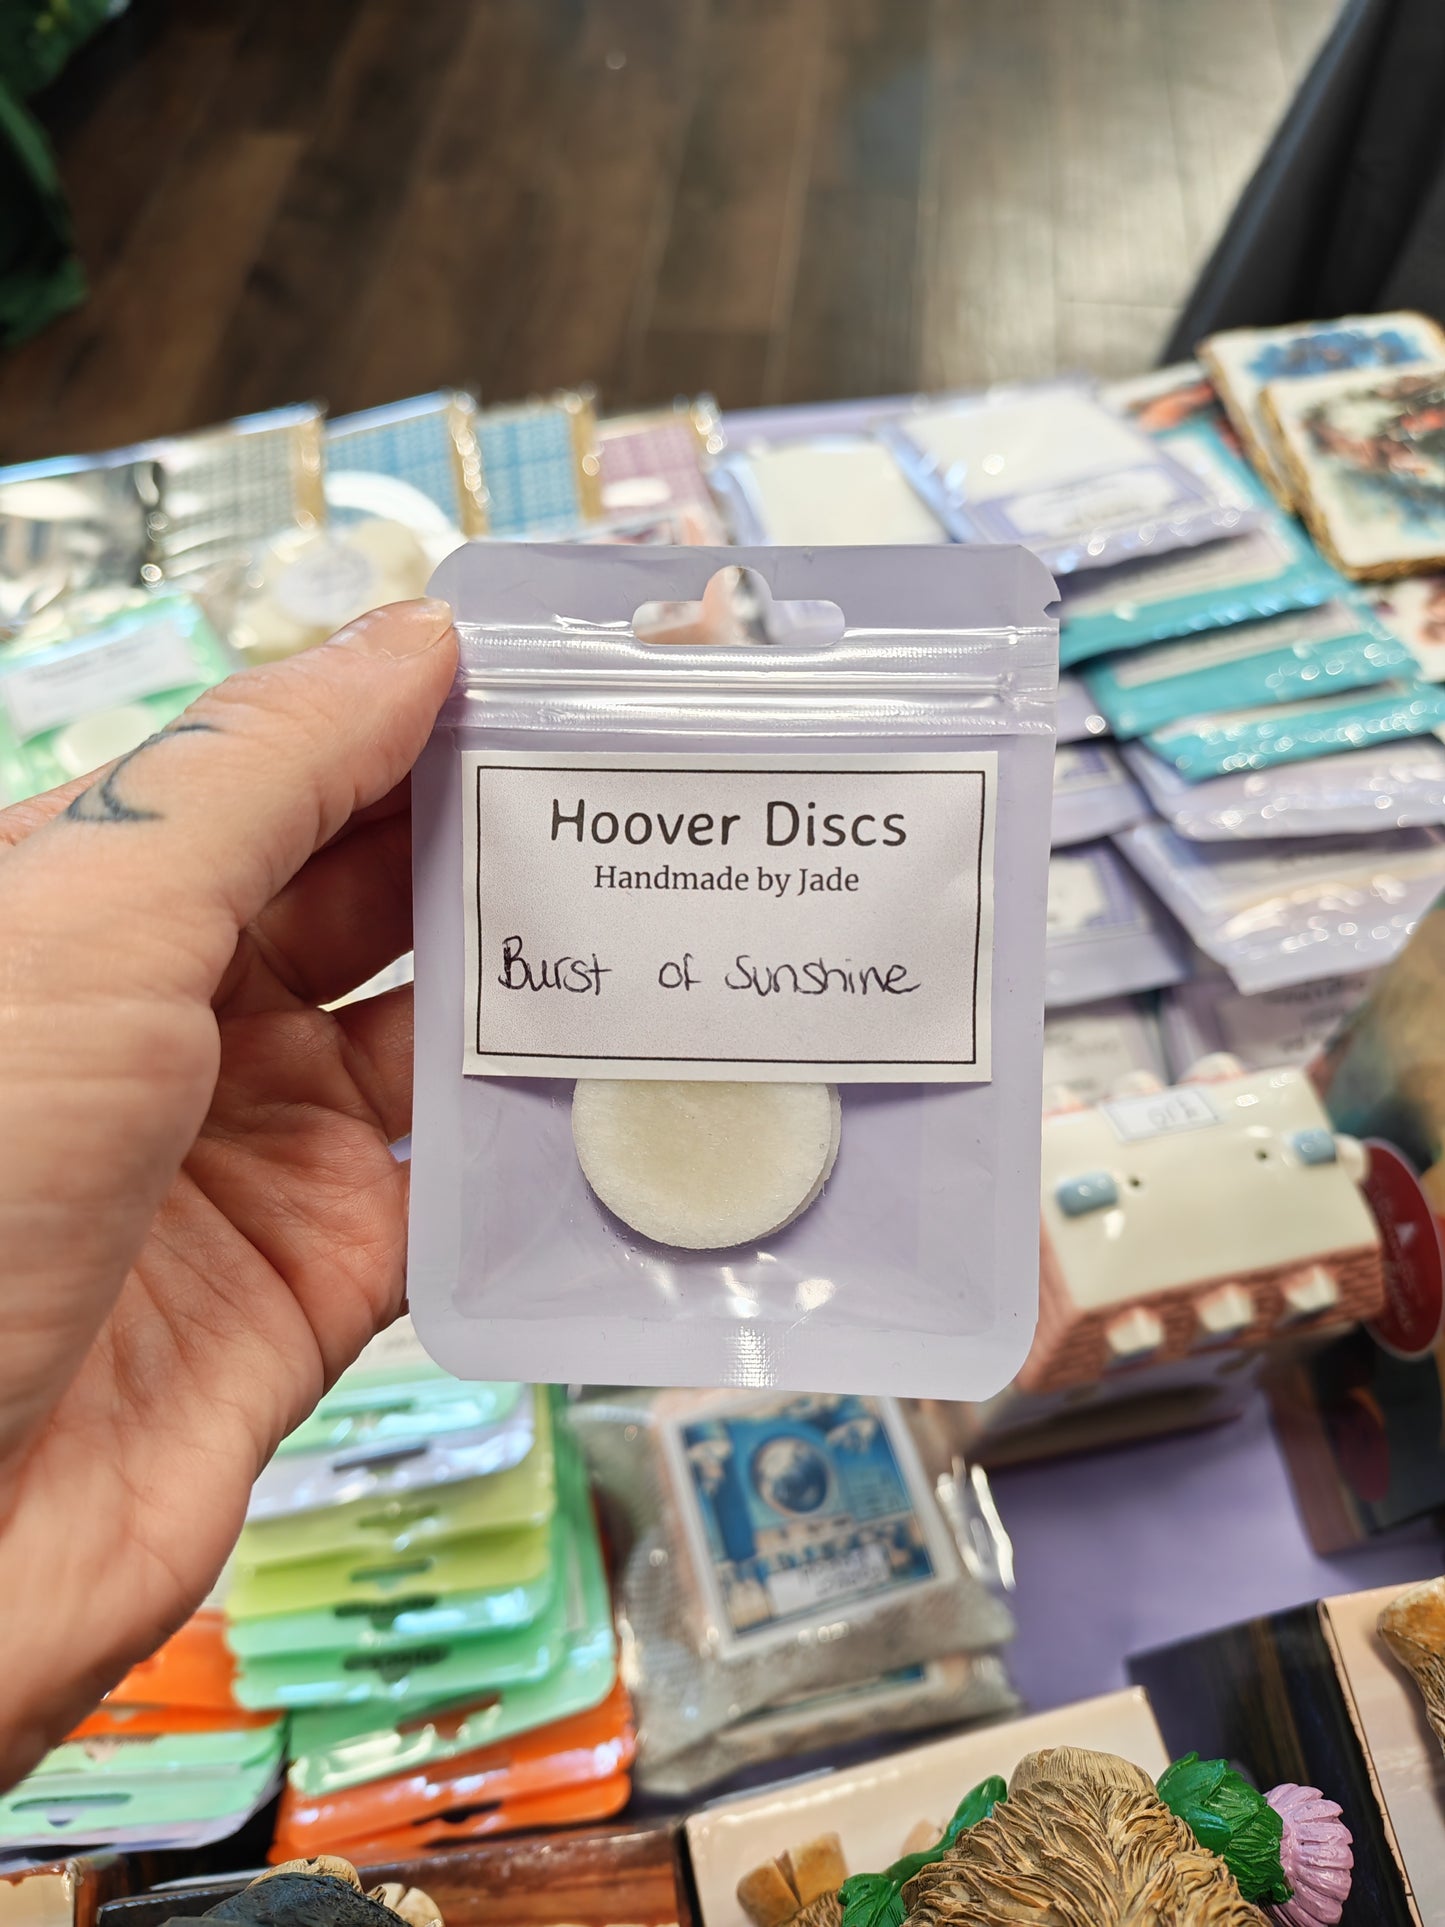 Hoover Discs
Handmade by Jade
Burst of Sunshine